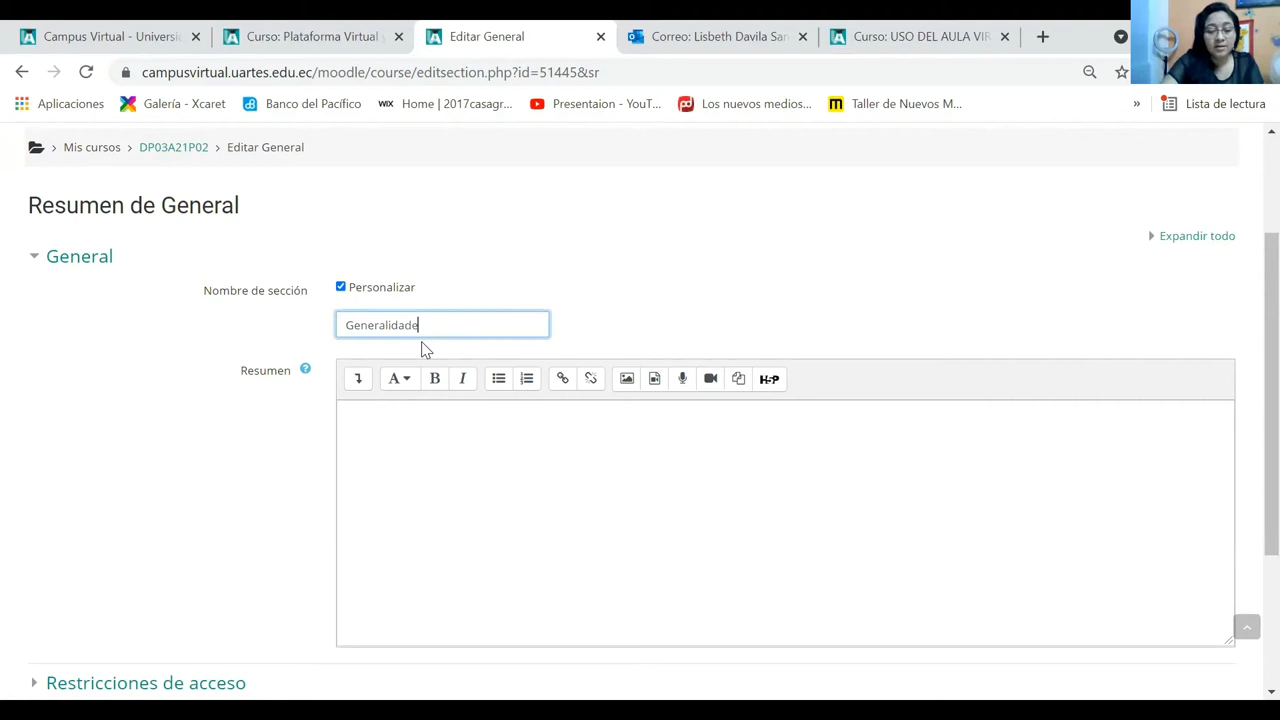 Campus Virtual - Universi
Curso: Plataforma Virtual y
Editar General
Correo: Lisbeth Davila San
Curso: USO DEL AULA VIR
campusvirtual.uartes.edu.ec/moodle/course/editsection.php?id=51445&sr
Aplicaciones
Galería - Xcaret
Banco del Pacífico
WIX Home | 2017casagr...
Presentaion - YouT...
Los nuevos medios...
Taller de Nuevos M...
»
Lista de lectura
Mis cursos > DP03A21P02 > Editar General
Resumen de General
Expandir todo
General
Nombre de sección
Personalizar
Generalidade
Resumen
A B I H5P
Restricciones de acceso